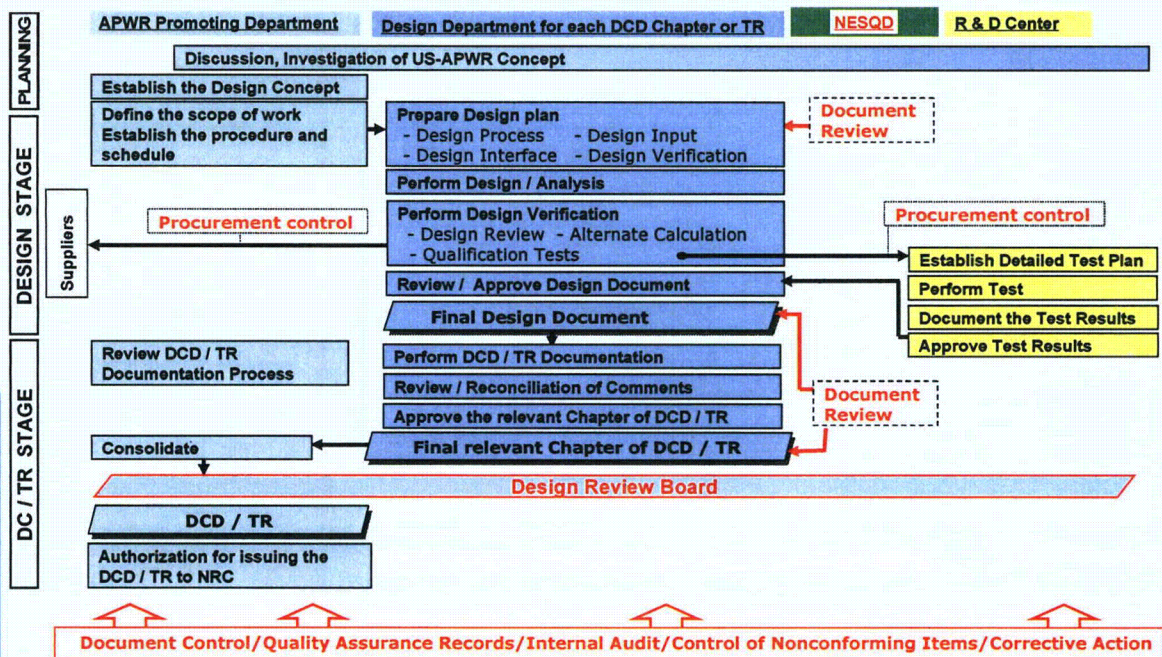 APWR Promoting Department
Design Department for each DCD Chapter or TR
NESQD
R & D Center
PLANNING
Discussion, Investigation of US-APWR Concept
Establish the Design Concept
DESIGN STAGE
Define the scope of work
Establish the procedure and
schedule
Prepare Design plan
- Design Process - Design Input
- Design Interface - Design Verification
Document
Review
Perform Design / Analysis
Suppliers
Procurement control
Perform Design Verification
- Design Review - Alternate Calculation
- Qualification Tests
Procurement control
Establish Detailed Test Plan
Review / Approve Design Document
Perform Test
Final Design Document
Document the Test Results
Approve Test Results
DC / TR STAGE
Review DCD / TR
Documentation Process
Perform DCD / TR Documentation
Review / Reconciliation of Comments
Document
Review
Approve the relevant Chapter of DCD / TR
Consolidate
Final relevant Chapter of DCD / TR
Design Review Board
DCD / TR
Authorization for issuing the
DCD / TR to NRC
Document Control/Quality Assurance Records/Internal Audit/Control of Nonconforming Items/Corrective Action